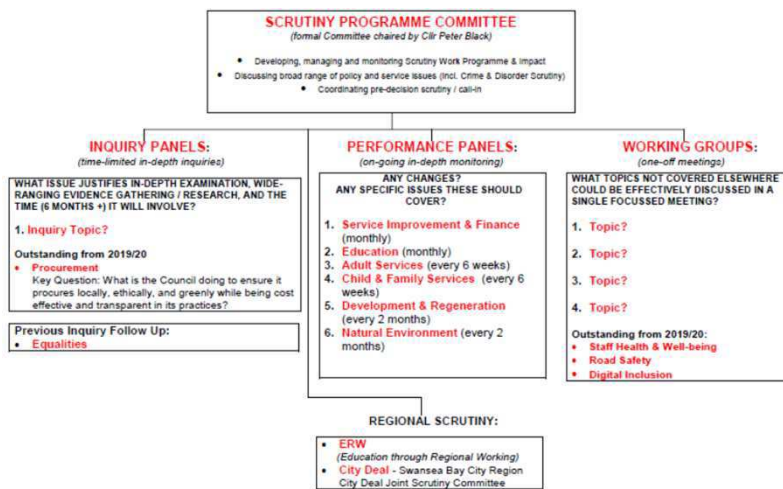 SCRUTINY PROGRAMME COMMITTEE
(formal Committee chaired by Cllr Peter Black)
• Developing, managing and monitoring Scrutiny Work Programme & Impact
• Discussing broad range of policy and service issues (incl. Crime & Disorder Scrutiny)
• Coordinating pre-decision scrutiny / call-in
INQUIRY PANELS:
(time-limited in-depth inquiries)
WHAT ISSUE JUSTIFIES IN-DEPTH EXAMINATION, WIDE-
RANGING EVIDENCE GATHERING / RESEARCH, AND THE
TIME (6 MONTHS +) IT WILL INVOLVE?
1. Inquiry Topic?
Outstanding from 2019/20
• Procurement
Key Question: What is the Council doing to ensure it
procures locally, ethically, and greenly while being cost
effective and transparent in its practices?
Previous Inquiry Follow Up:
• Equalities
PERFORMANCE PANELS:
(on-going in-depth monitoring)
ANY CHANGES?
ANY SPECIFIC ISSUES THESE SHOULD
COVER?
1. Service Improvement & Finance
(monthly)
2. Education (monthly)
3. Adult Services (every 6 weeks)
4. Child & Family Services (every 6
weeks)
5. Development & Regeneration
(every 2 months)
6. Natural Environment (every 2
months)
WORKING GROUPS:
(one-off meetings)
WHAT TOPICS NOT COVERED ELSEWHERE
COULD BE EFFECTIVELY DISCUSSED IN A
SINGLE FOCUSSED MEETING?
1. Topic?
2. Topic?
3. Topic?
4. Topic?
Outstanding from 2019/20:
• Staff Health & Well-being
• Road Safety
• Digital Inclusion
REGIONAL SCRUTINY:
• ERW
(Education through Regional Working)
• City Deal - Swansea Bay City Region
City Deal Joint Scrutiny Committee